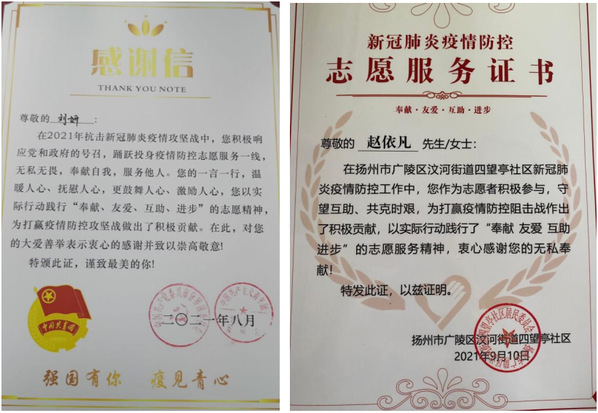 感谢信
THANK YOU NOTE
尊敬的 刘妍 :
在2021年抗击新冠肺炎疫情攻坚战中，您积极响
应党和政府的号召，踊跃投身疫情防控志愿服务一线，
无私无畏，奉献自我，服务他人。您的一言一行，温
暖人心、抚慰人心，更鼓舞人心、激励人心，您以实
际行动践行“奉献、友爱、互助、进步”的志愿精神，
为打赢疫情攻坚战做出了积极贡献。在此，对您
的大爱善举表示衷心的感谢并致以崇高敬意!
特颁此证，谨致最美的你!
中国共青团
二〇二一年八月
强国有你 疫见青心
新冠肺炎疫情防控
志愿服务证书
奉献·友爱·互助·进步
尊敬的 赵依凡 先生/女士:
在扬州市广陵区汶河街道四望亭社区新冠肺
炎疫情防控工作中，您作为志愿者积极参与，守
望互助、共克时艰，为打赢疫情防控阻击战作出
了积极贡献，以实际行动践行了“奉献 友爱 互助
进步”的志愿服务精神，衷心感谢您的无私奉
献!
特发此证，以兹证明。
扬州市广陵区汶河街道四望亭社区
2021年9月10日